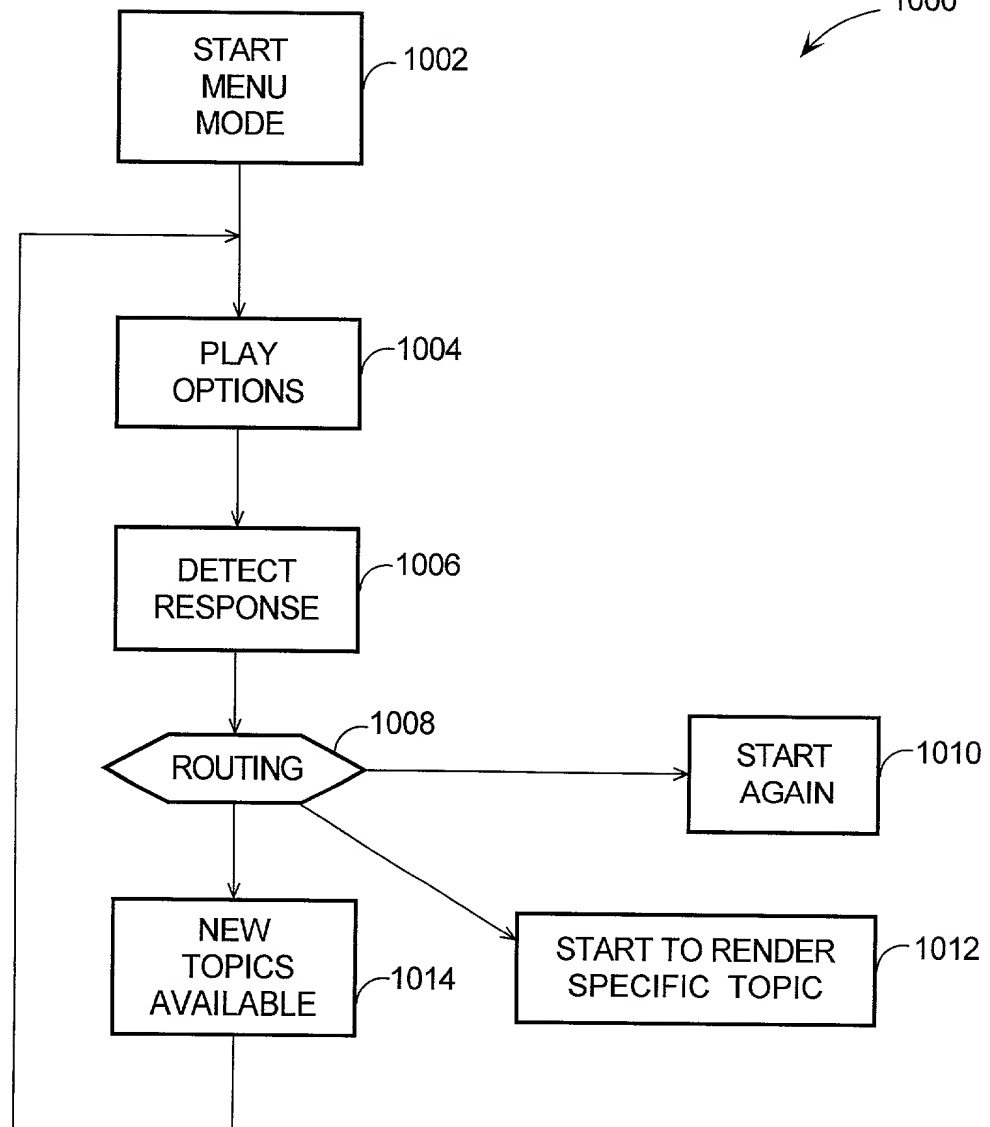 1000
START
MENU
MODE
1002
PLAY
OPTIONS
1004
DETECT
RESPONSE
1006
ROUTING
1008
START
AGAIN
1010
NEW
TOPICS
AVAILABLE
1014
START TO RENDER
SPECIFIC TOPIC
1012